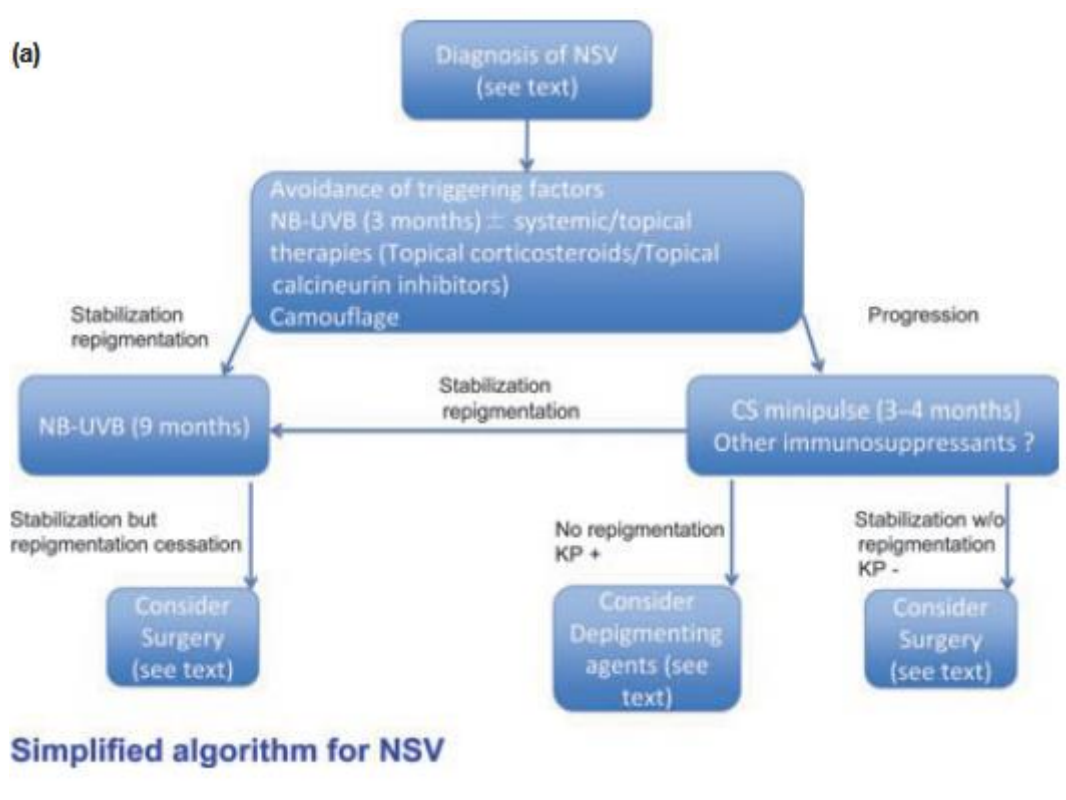 (a)
Diagnosis of NSV
(see text)
Avoidance of triggering factors
NB-UVB (3 months) ± systemic/topical
therapies (Topical corticosteroids/Topical
calcineurin inhibitors)
Camouflage
Stabilization
repigmentation
Progression
NB-UVB (9 months)
Stabilization
repigmentation
CS minipulse (3–4 months)
Other immunosuppressants ?
Stabilization but
repigmentation cessation
No repigmentation
KP +
Stabilization w/o
repigmentation
KP -
Consider
Surgery
(see text)
Consider
Depigmenting
agents (see
text)
Consider
Surgery
(see text)
Simplified algorithm for NSV